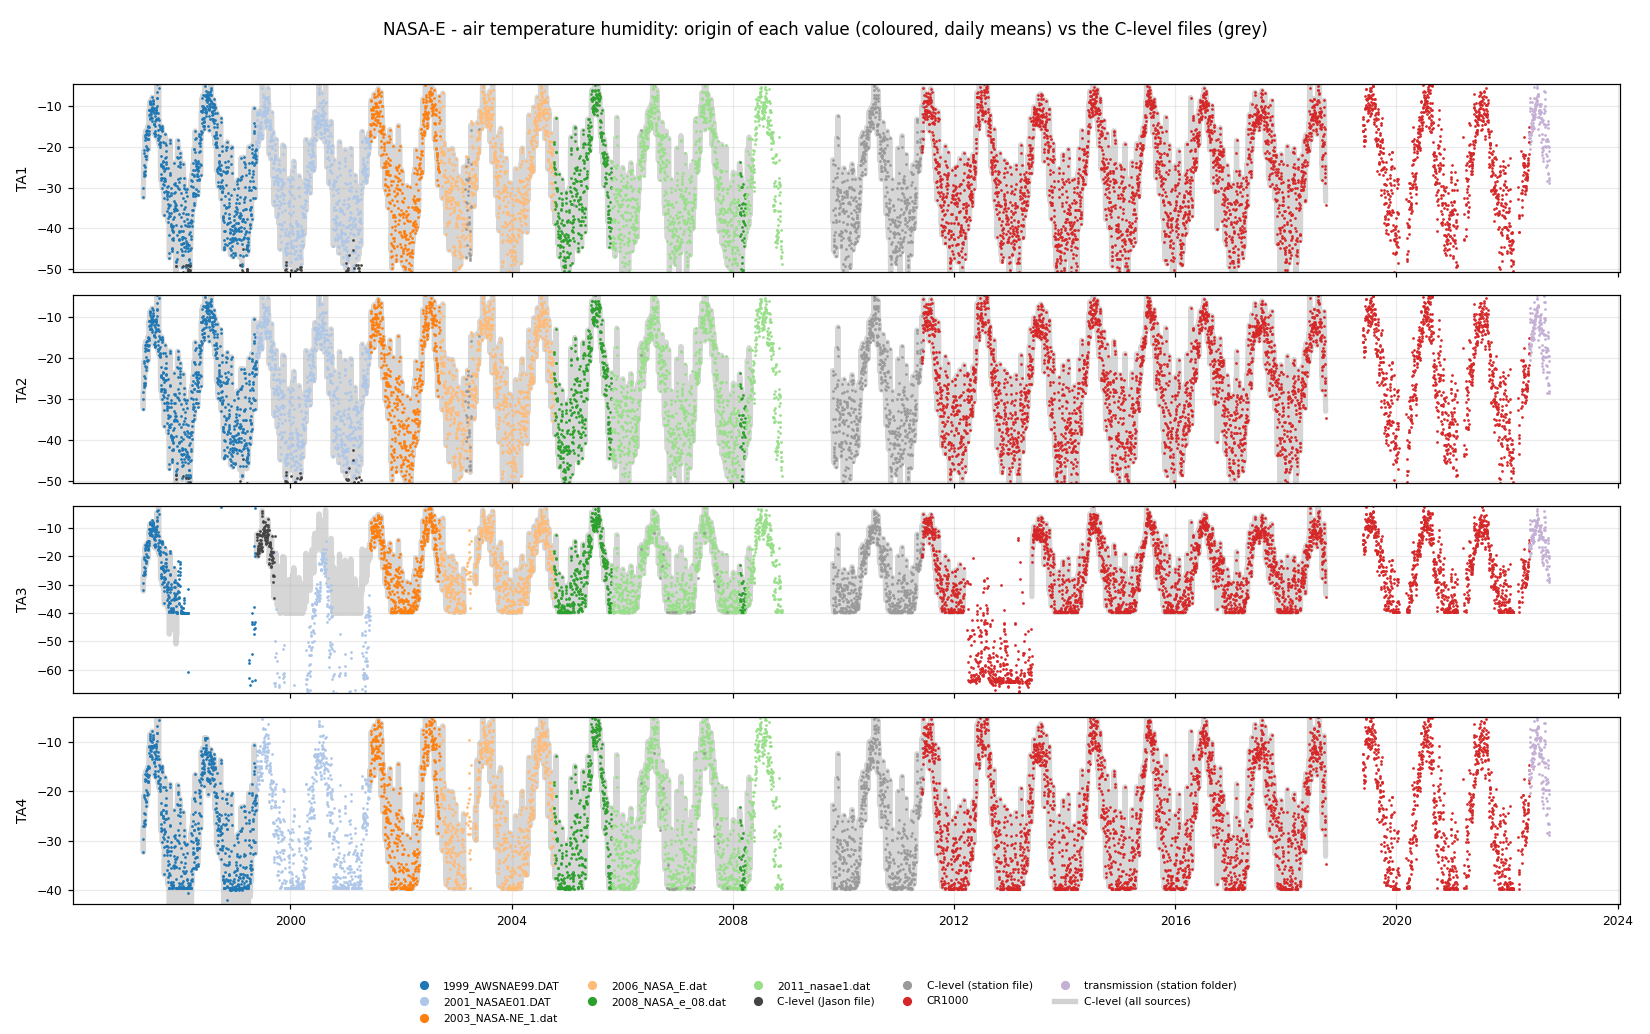 NASA-E - air temperature humidity: origin of each value (coloured, daily means) vs the C-level files (grey)
TA1
−10
−20
−30
−40
−50
TA2
−10
−20
−30
−40
−50
TA3
−10
−20
−30
−40
−50
−60
TA4
−10
−20
−30
−40
2000 2004 2008 2012 2016 2020 2024
1999_AWSNAE99.DAT 2006_NASA_E.dat 2011_nasae1.dat C-level (station file) transmission (station folder)
2001_NASAE01.DAT 2008_NASA_e_08.dat C-level (Jason file) CR1000 C-level (all sources)
2003_NASA-NE_1.dat